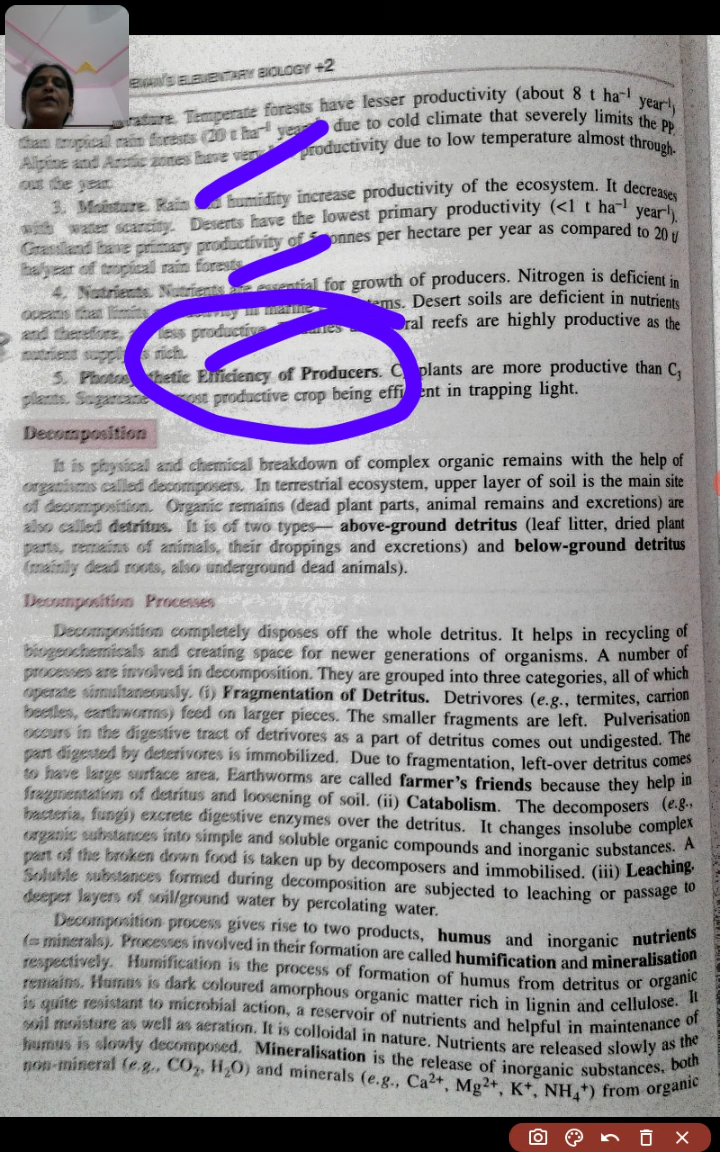 ELEMENTARY BIOLOGY +2
Temperate forests have lesser productivity (about 8 t ha⁻¹ year⁻¹)
than tropical rain forests (20 t ha⁻¹ due to cold climate that severely limits the PP.
Alpine and Arctic zones have very productivity due to low temperature almost through-
out the year.
3. Moisture. Rain humidity increase productivity of the ecosystem. It decreases
with water scarcity. Deserts have the lowest primary productivity (<1 t ha⁻¹ year⁻¹).
Grassland have primary productivity of tonnes per hectare per year as compared to 20 t/
ha/year of tropical rain forests.
4. Nutrients. Nutrients are essential for growth of producers. Nitrogen is deficient in
oceans that limits in marine Desert soils are deficient in nutrients
and therefore, less productive. reefs are highly productive as the
nutrient supply is rich.
5. Photosynthetic Efficiency of Producers. plants are more productive than C₃
plants. Sugarcane most productive crop being efficient in trapping light.
Decomposition
It is physical and chemical breakdown of complex organic remains with the help of
organisms called decomposers. In terrestrial ecosystem, upper layer of soil is the main site
of decomposition. Organic remains (dead plant parts, animal remains and excretions) are
also called detritus. It is of two types— above-ground detritus (leaf litter, dried plant
parts, remains of animals, their droppings and excretions) and below-ground detritus
(mainly dead roots, also underground dead animals).
Decomposition Processes
Decomposition completely disposes off the whole detritus. It helps in recycling of
biogeochemicals and creating space for newer generations of organisms. A number of
processes are involved in decomposition. They are grouped into three categories, all of which
operate simultaneously. (i) Fragmentation of Detritus. Detrivores (e.g., termites, carrion
beetles, earthworms) feed on larger pieces. The smaller fragments are left. Pulverisation
occurs in the digestive tract of detrivores as a part of detritus comes out undigested. The
part digested by deterivores is immobilized. Due to fragmentation, left-over detritus comes
to have large surface area. Earthworms are called farmer's friends because they help in
fragmentation of detritus and loosening of soil. (ii) Catabolism. The decomposers (e.g.,
bacteria, fungi) excrete digestive enzymes over the detritus. It changes insolube complex
organic substances into simple and soluble organic compounds and inorganic substances. A
part of the broken down food is taken up by decomposers and immobilised. (iii) Leaching.
Soluble substances formed during decomposition are subjected to leaching or passage to
deeper layers of soil/ground water by percolating water.
Decomposition process gives rise to two products, humus and inorganic nutrients
(= minerals). Processes involved in their formation are called humification and mineralisation
respectively. Humification is the process of formation of humus from detritus or organic
remains. Humus is dark coloured amorphous organic matter rich in lignin and cellulose. It
is quite resistant to microbial action, a reservoir of nutrients and helpful in maintenance of
soil moisture as well as aeration. It is colloidal in nature. Nutrients are released slowly as the
humus is slowly decomposed. Mineralisation is the release of inorganic substances, both
non-mineral (e.g., CO₂, H₂O) and minerals (e.g., Ca²⁺, Mg²⁺, K⁺, NH₄⁺) from organic